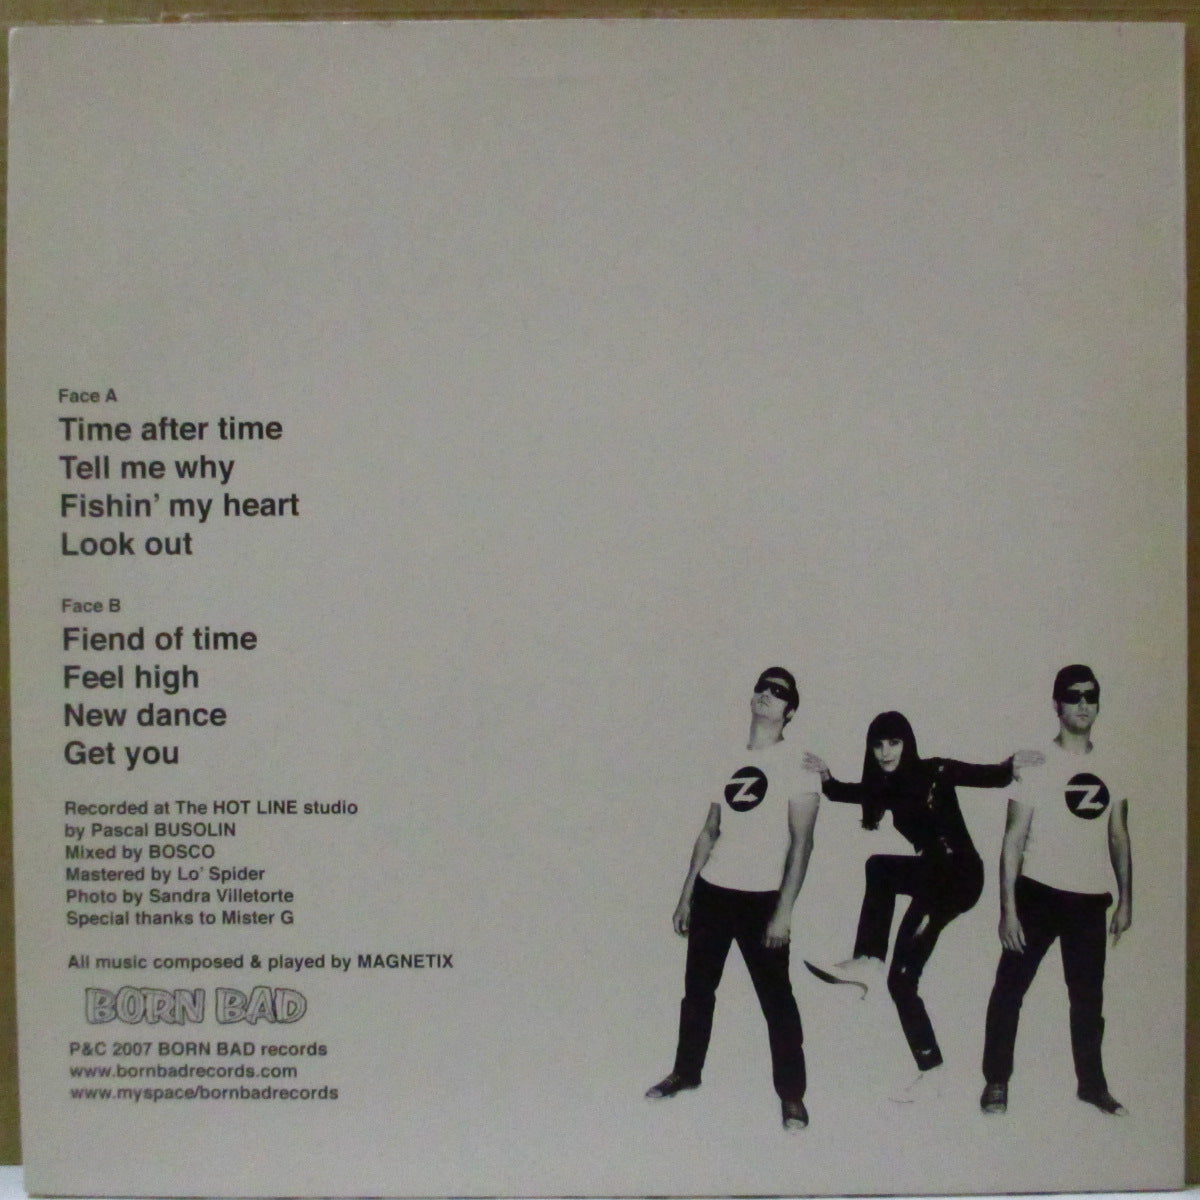 Face A
Time after time
Tell me why
Fishin' my heart
Look out
Face B
Fiend of time
Feel high
New dance
Get you
Recorded at The HOT LINE studio
by Pascal BUSOLIN
Mixed by BOSCO
Mastered by Lo' Spider
Photo by Sandra Villetorte
Special thanks to Mister G
All music composed & played by MAGNETIX
BORN BAD
P&C 2007 BORN BAD records
www.bornbadrecords.com
www.myspace/bornbadrecords
Z
Z